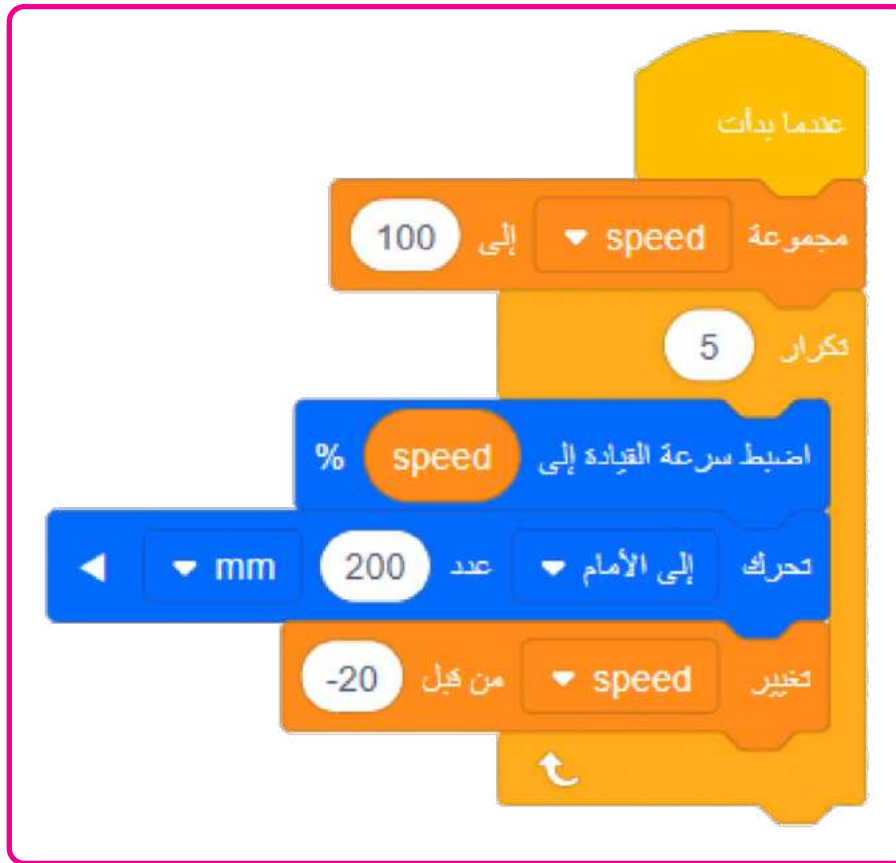 عندما بدأت
مجموعة speed إلى 100
تكرار 5
اضبط سرعة القيادة إلى speed %
تحرك إلى الأمام عدد 200 mm
تغيير speed من قبل -20